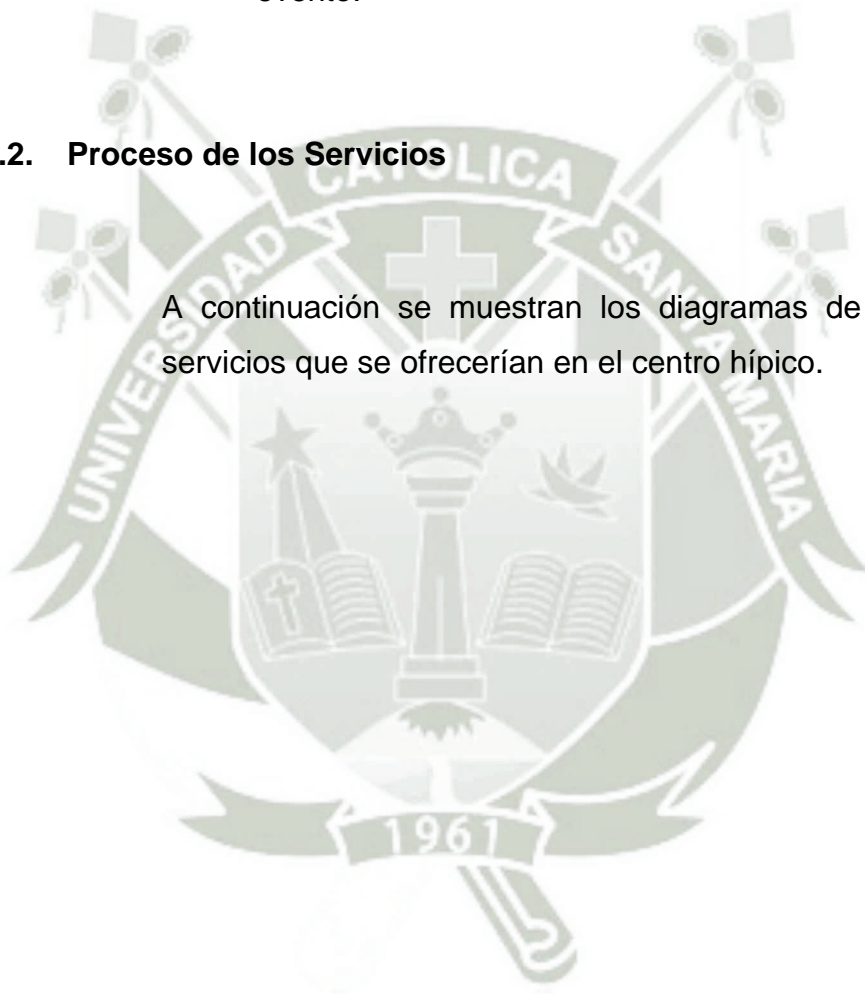 .2. Proceso de los Servicios
CATOLICA
UNIVERSIDAD
SANTA MARIA
A continuación se muestran los diagramas de
servicios que se ofrecerían en el centro hípico.
1961